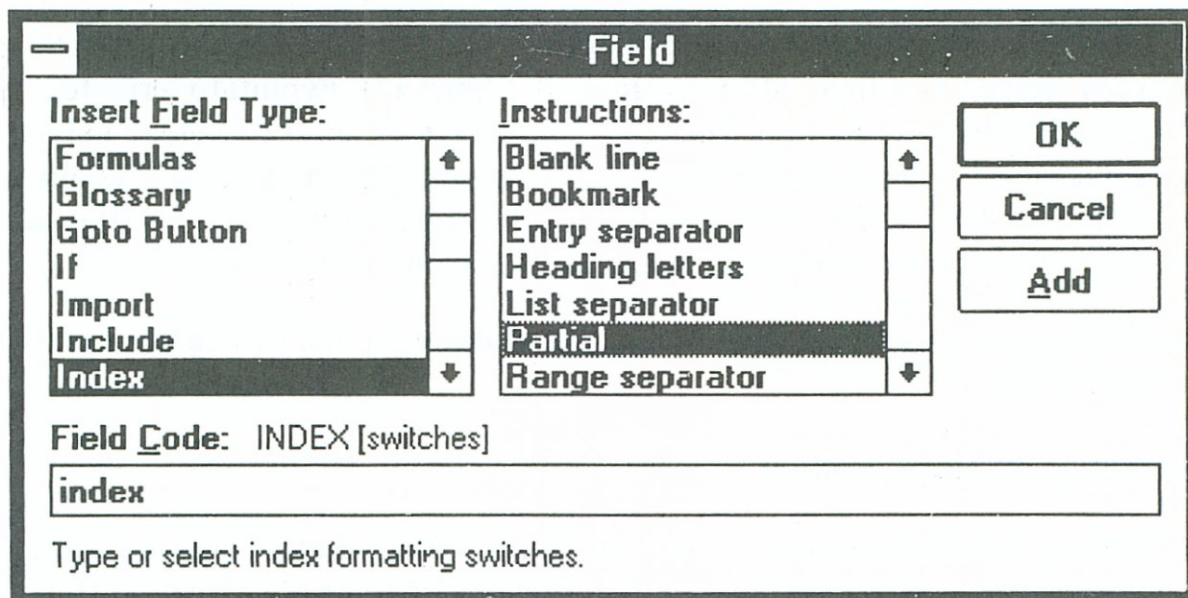 Field
Insert Field Type:
Formulas
Glossary
Goto Button
If
Import
Include
Index
Instructions:
Blank line
Bookmark
Entry separator
Heading letters
List separator
Partial
Range separator
OK
Cancel
Add
Field Code: INDEX [switches]
index
Type or select index formatting switches.